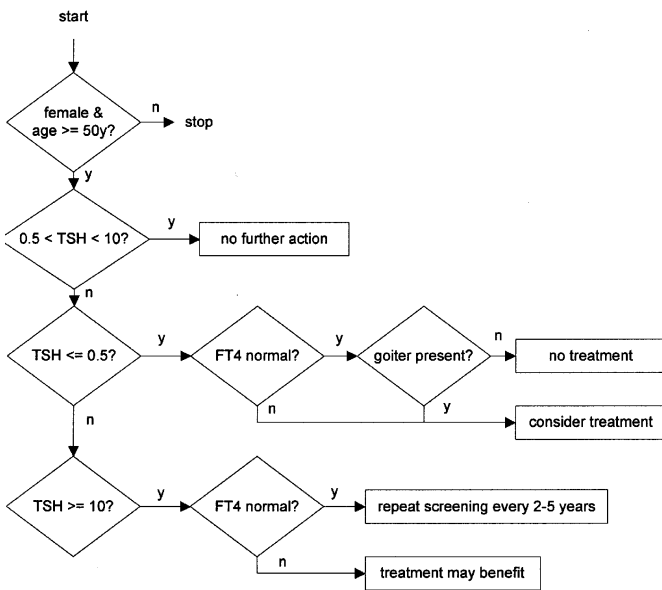 start
female &
age >= 50y?
n
stop
y
0.5 < TSH < 10?
y
no further action
n
TSH <= 0.5?
y
FT4 normal?
y
goiter present?
n
no treatment
n
y
consider treatment
n
TSH >= 10?
y
FT4 normal?
y
repeat screening every 2-5 years
n
treatment may benefit